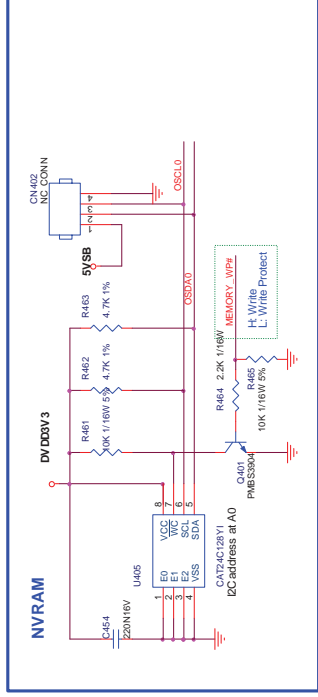 NVRAM
DVDD3V3
5VSB
CN402
NC CONN
1
2
3
4
R463 4.7K 1%
R462 4.7K 1%
R461 10K 1/16W 5%
OSCL0
OSDA0
C454
220N16V
U405
1 E0 VCC 8
2 E1 WC 7
3 E2 SCL 6
4 VSS SDA 5
CAT24C128YI
I2C address at A0
Q401
PMBS3904
R464 2.2K 1/16W
R465
10K 1/16W 5%
MEMORY_WP#
H: Write
L: Write Protect